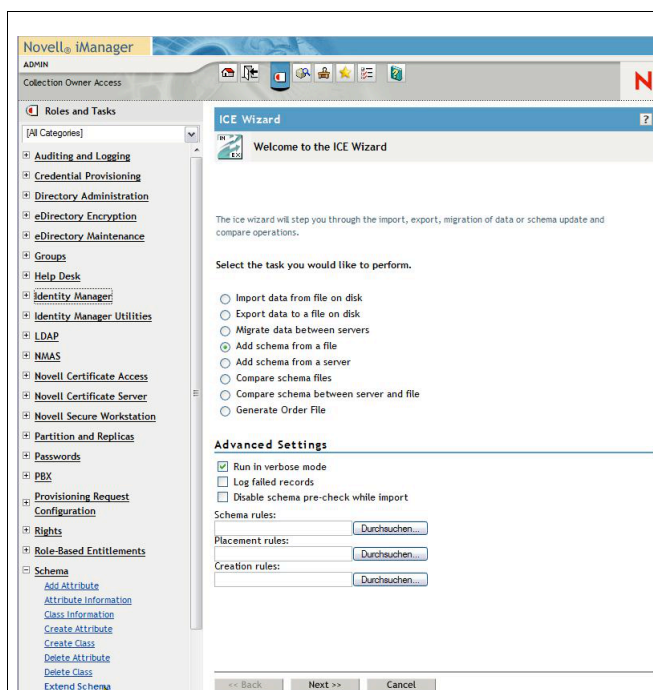 Novell® iManager
ADMIN
Collection Owner Access
N
Roles and Tasks
[All Categories]
Auditing and Logging
Credential Provisioning
Directory Administration
eDirectory Encryption
eDirectory Maintenance
Groups
Help Desk
Identity Manager
Identity Manager Utilities
LDAP
NMAS
Novell Certificate Access
Novell Certificate Server
Novell Secure Workstation
Partition and Replicas
Passwords
PBX
Provisioning Request
Configuration
Rights
Role-Based Entitlements
Schema
Add Attribute
Attribute Information
Class Information
Create Attribute
Create Class
Delete Attribute
Delete Class
Extend Schema
ICE Wizard
?
IN
EX
Welcome to the ICE Wizard
The ice wizard will step you through the import, export, migration of data or schema update and
compare operations.
Select the task you would like to perform.
Import data from file on disk
Export data to a file on disk
Migrate data between servers
Add schema from a file
Add schema from a server
Compare schema files
Compare schema between server and file
Generate Order File
Advanced Settings
Run in verbose mode
Log failed records
Disable schema pre-check while import
Schema rules:
Durchsuchen...
Placement rules:
Durchsuchen...
Creation rules:
Durchsuchen...
<< Back Next >> Cancel